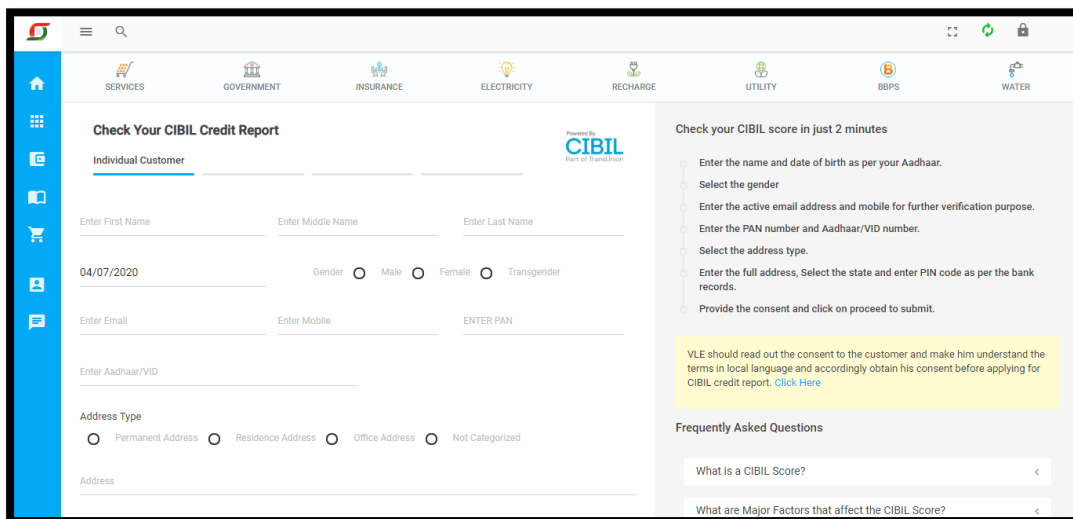 SERVICES GOVERNMENT INSURANCE ELECTRICITY RECHARGE UTILITY BBPS WATER
Check Your CIBIL Credit Report
Powered By
CIBIL
Part of TransUnion
Individual Customer
Enter First Name Enter Middle Name Enter Last Name
04/07/2020 Gender Male Female Transgender
Enter Email Enter Mobile ENTER PAN
Enter Aadhaar/VID
Address Type
Permanent Address Residence Address Office Address Not Categorized
Address
Check your CIBIL score in just 2 minutes
Enter the name and date of birth as per your Aadhaar.
Select the gender
Enter the active email address and mobile for further verification purpose.
Enter the PAN number and Aadhaar/VID number.
Select the address type.
Enter the full address, Select the state and enter PIN code as per the bank
records.
Provide the consent and click on proceed to submit.
VLE should read out the consent to the customer and make him understand the
terms in local language and accordingly obtain his consent before applying for
CIBIL credit report. Click Here
Frequently Asked Questions
What is a CIBIL Score?
What are Major Factors that affect the CIBIL Score?